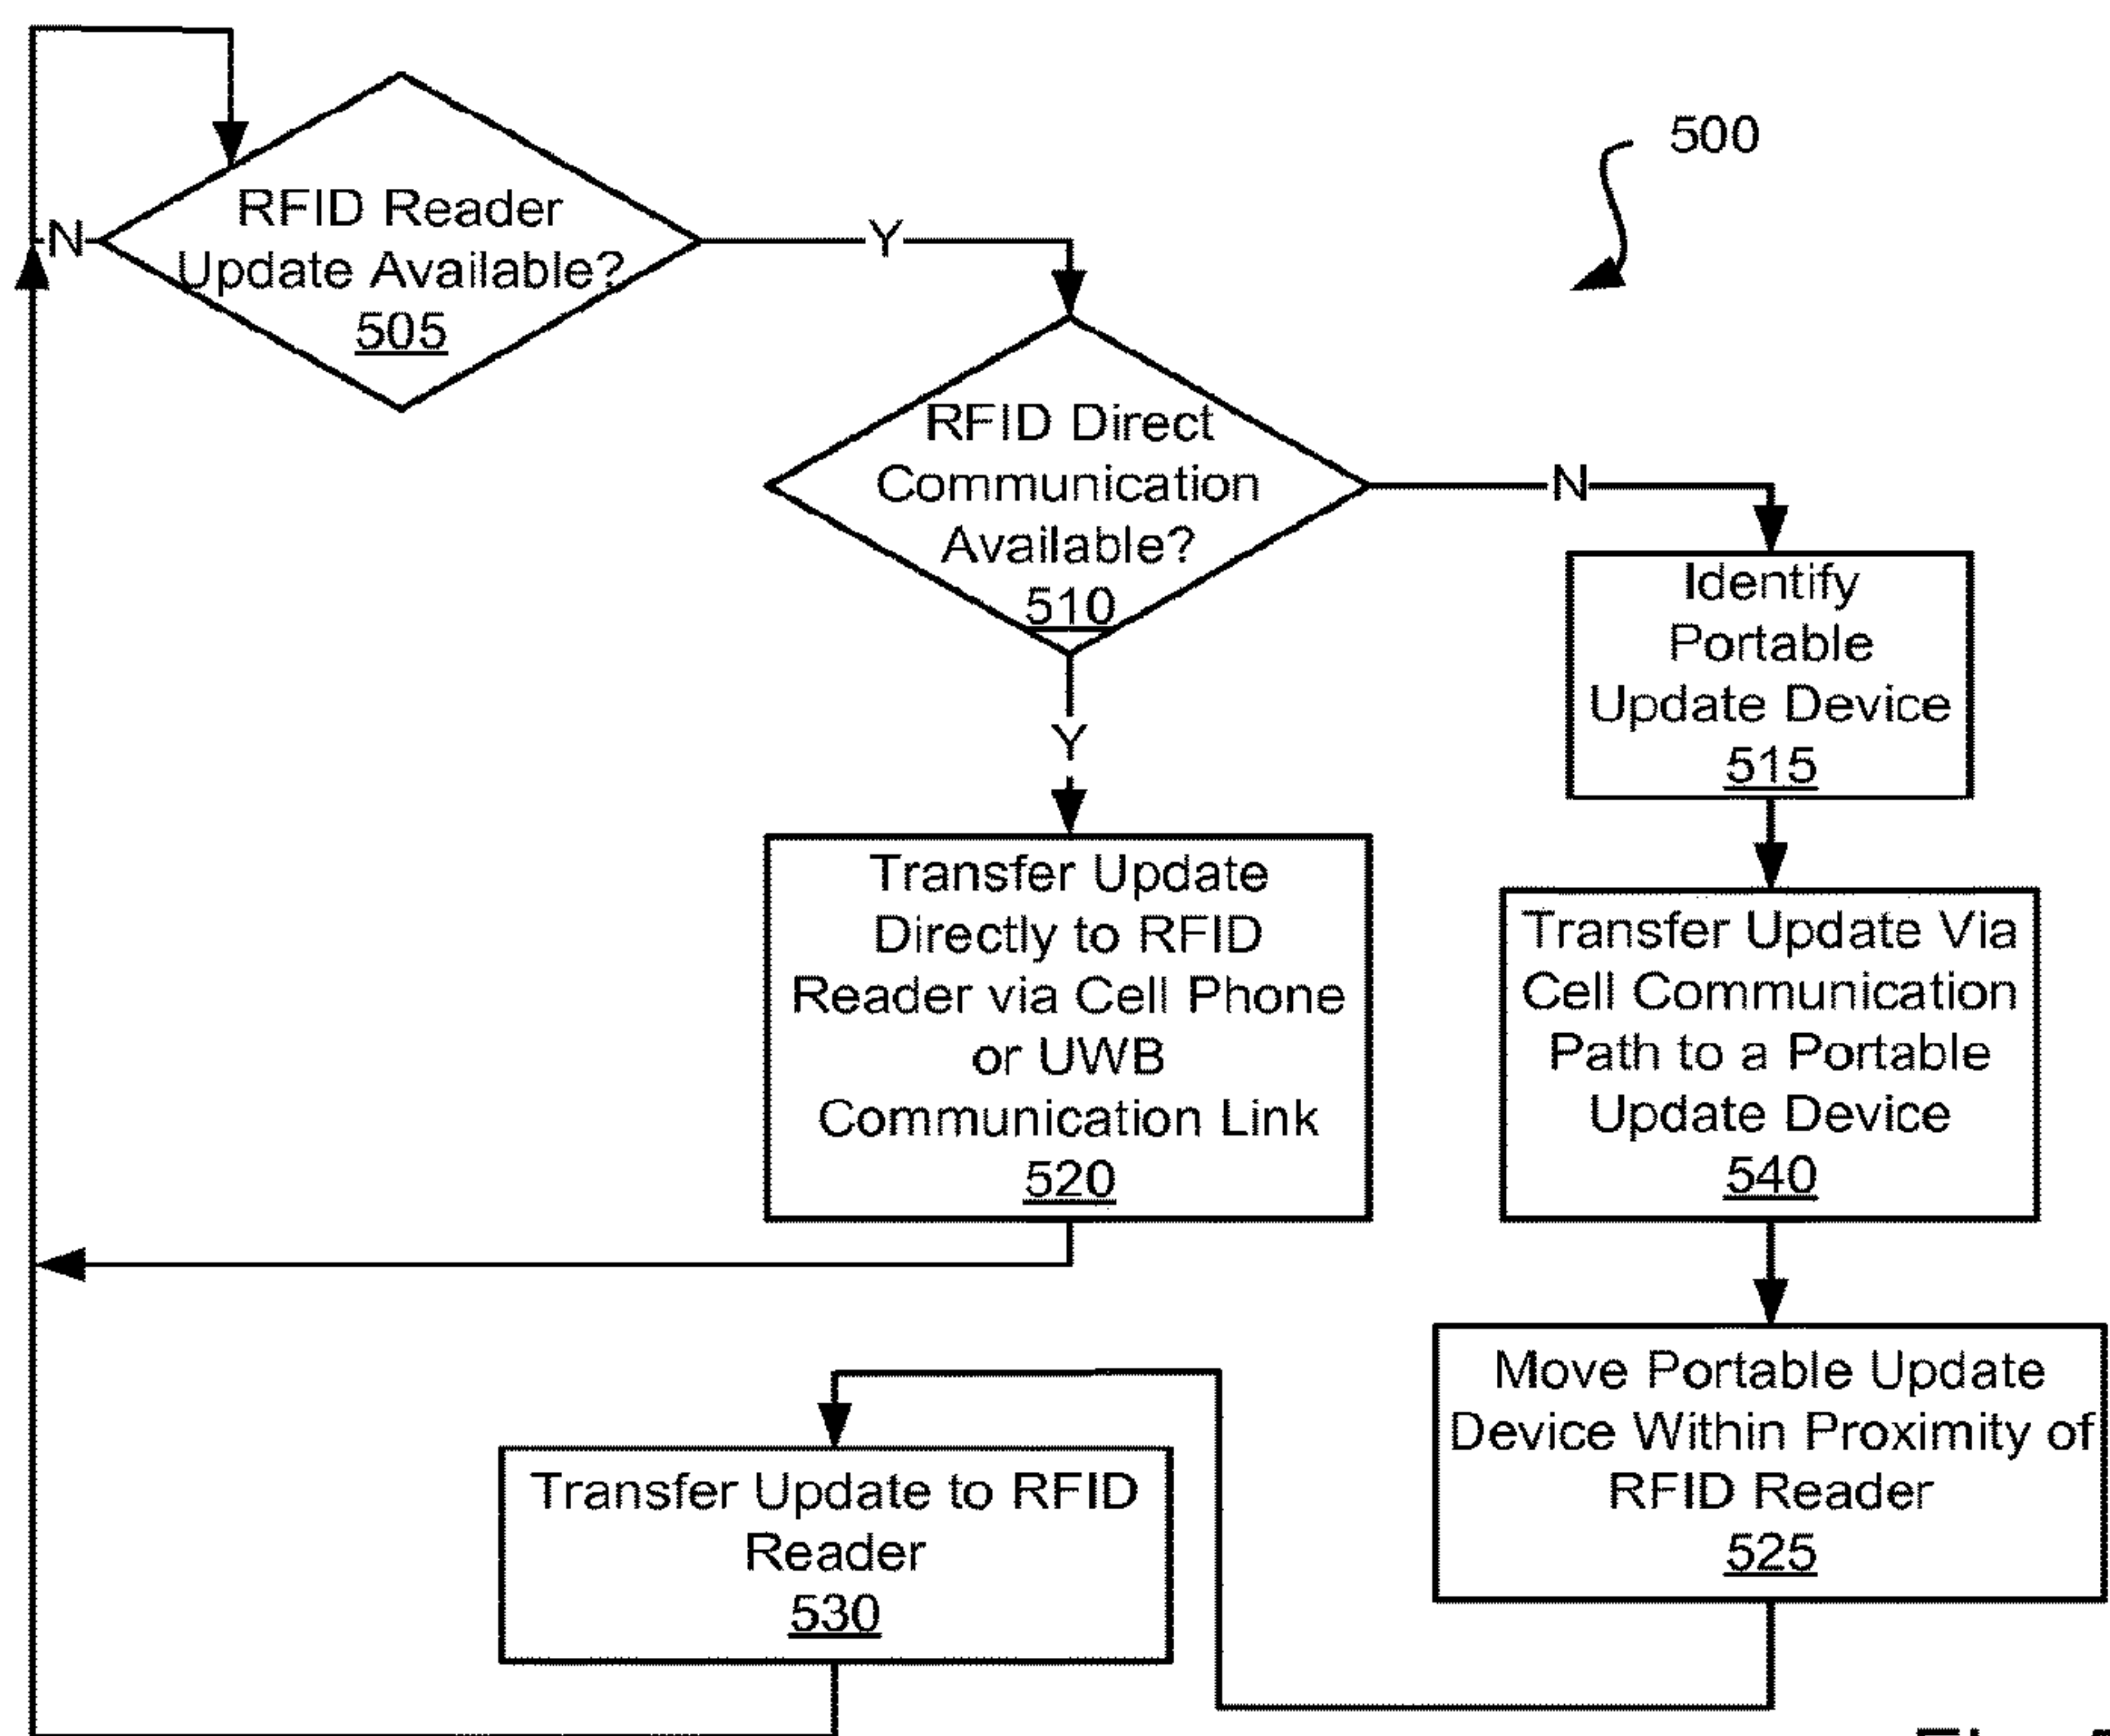 500
RFID Reader
Update Available?
505
N
Y
RFID Direct
Communication
Available?
510
N
Y
Identify
Portable
Update Device
515
Transfer Update
Directly to RFID
Reader via Cell Phone
or UWB
Communication Link
520
Transfer Update Via
Cell Communication
Path to a Portable
Update Device
540
Move Portable Update
Device Within Proximity of
RFID Reader
525
Transfer Update to RFID
Reader
530